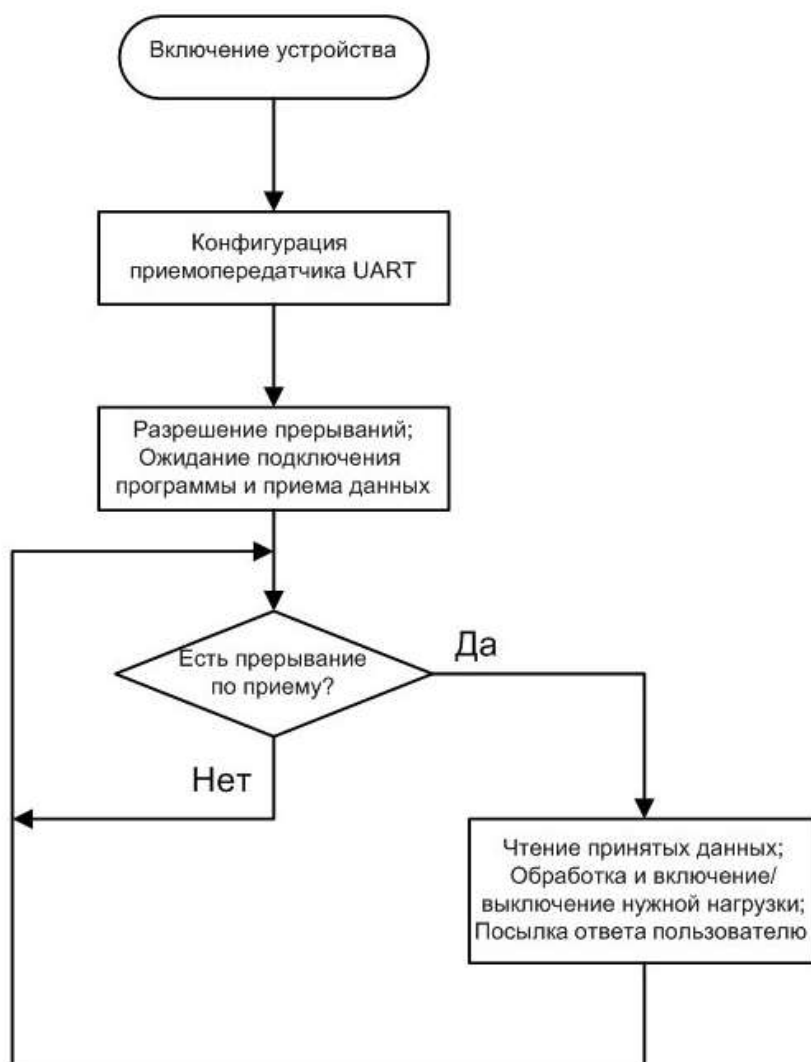 Включение устройства
Конфигурация
приемопередатчика UART
Разрешение прерываний;
Ожидание подключения
программы и приема данных
Есть прерывание
по приему?
Да
Нет
Чтение принятых данных;
Обработка и включение/
выключение нужной нагрузки;
Посылка ответа пользователю